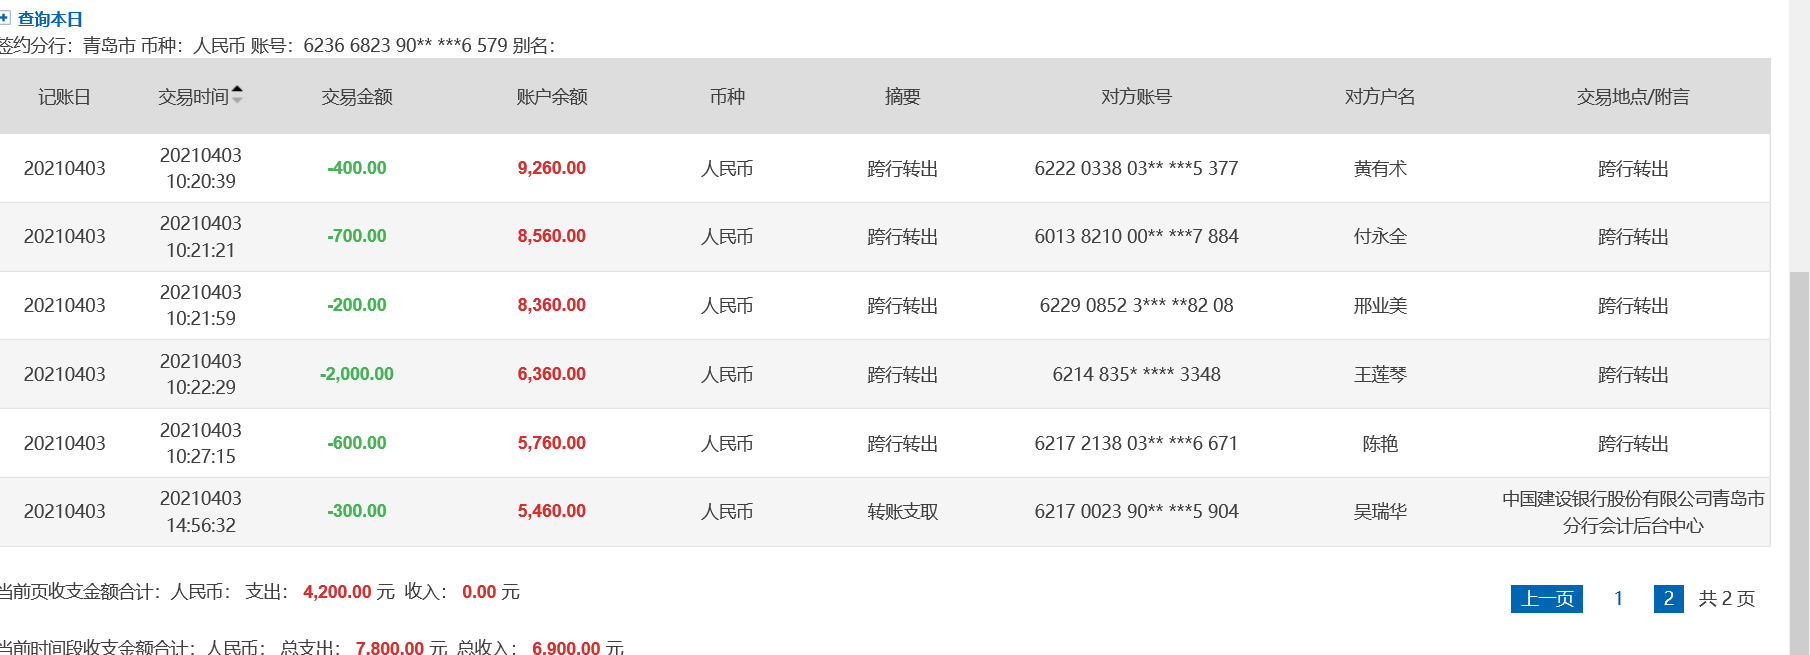 查询本日
签约分行：青岛市 币种：人民币 账号：6236 6823 90** ***6 579 别名：
记账日 交易时间 交易金额 账户余额 币种 摘要 对方账号 对方户名 交易地点/附言
20210403 20210403 10:20:39 -400.00 9,260.00 人民币 跨行转出 6222 0338 03** ***5 377 黄有术 跨行转出
20210403 20210403 10:21:21 -700.00 8,560.00 人民币 跨行转出 6013 8210 00** ***7 884 付永全 跨行转出
20210403 20210403 10:21:59 -200.00 8,360.00 人民币 跨行转出 6229 0852 3*** **82 08 邢业美 跨行转出
20210403 20210403 10:22:29 -2,000.00 6,360.00 人民币 跨行转出 6214 835* **** 3348 王莲琴 跨行转出
20210403 20210403 10:27:15 -600.00 5,760.00 人民币 跨行转出 6217 2138 03** ***6 671 陈艳 跨行转出
20210403 20210403 14:56:32 -300.00 5,460.00 人民币 转账支取 6217 0023 90** ***5 904 吴瑞华 中国建设银行股份有限公司青岛市分行会计后台中心
当前页收支金额合计：人民币： 支出： 4,200.00 元 收入： 0.00 元
上一页 1 2 共 2 页
当前时间段收支金额合计：人民币： 总支出： 7,800.00 元 总收入： 6,900.00 元